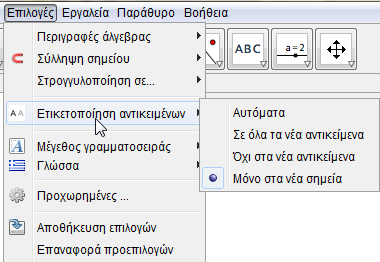 Επιλογές Εργαλεία Παράθυρο Βοήθεια
Περιγραφές άλγεβρας
Σύλληψη σημείου
Στρογγυλοποίηση σε...
ABC
a = 2
AA Ετικετοποίηση αντικειμένων
Αυτόματα
Σε όλα τα νέα αντικείμενα
Όχι στα νέα αντικείμενα
Μόνο στα νέα σημεία
A Μέγεθος γραμματοσειράς
Γλώσσα
Προχωρημένες ...
Αποθήκευση επιλογών
Επαναφορά προεπιλογών